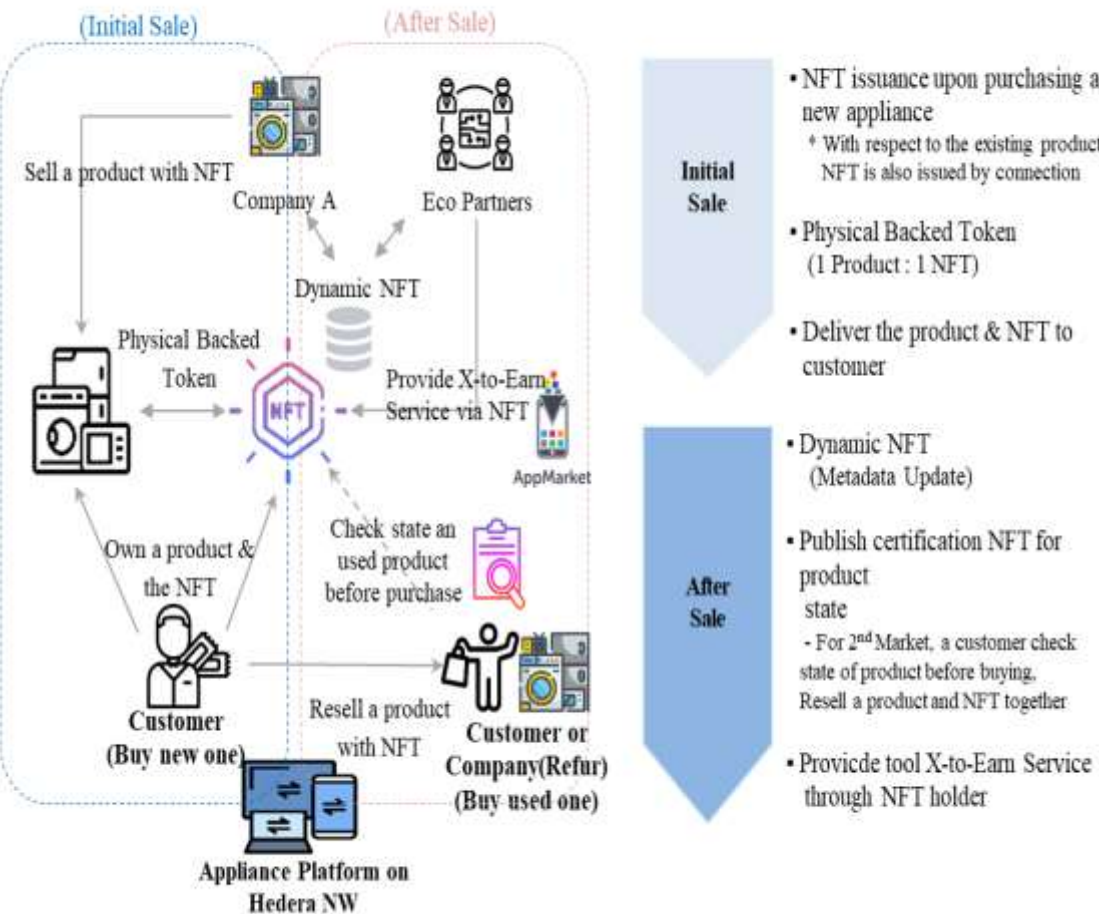 (Initial Sale)
(After Sale)
Sell a product with NFT
Company A
Eco Partners
Dynamic NFT
Physical Backed
Token
NFT
Provide X-to-Earn
Service via NFT
AppMarket
Own a product &
the NFT
Check state an
used product
before purchase
Customer
(Buy new one)
Resell a product
with NFT
Customer or
Company(Refur)
(Buy used one)
Appliance Platform on
Hedera NW
Initial
Sale
• NFT issuance upon purchasing a
new appliance
* With respect to the existing product
NFT is also issued by connection
• Physical Backed Token
(1 Product : 1 NFT)
• Deliver the product & NFT to
customer
After
Sale
• Dynamic NFT
(Metadata Update)
• Publish certification NFT for
product
state
- For 2nd Market, a customer check
state of product before buying,
Resell a product and NFT together
• Provicde tool X-to-Earn Service
through NFT holder